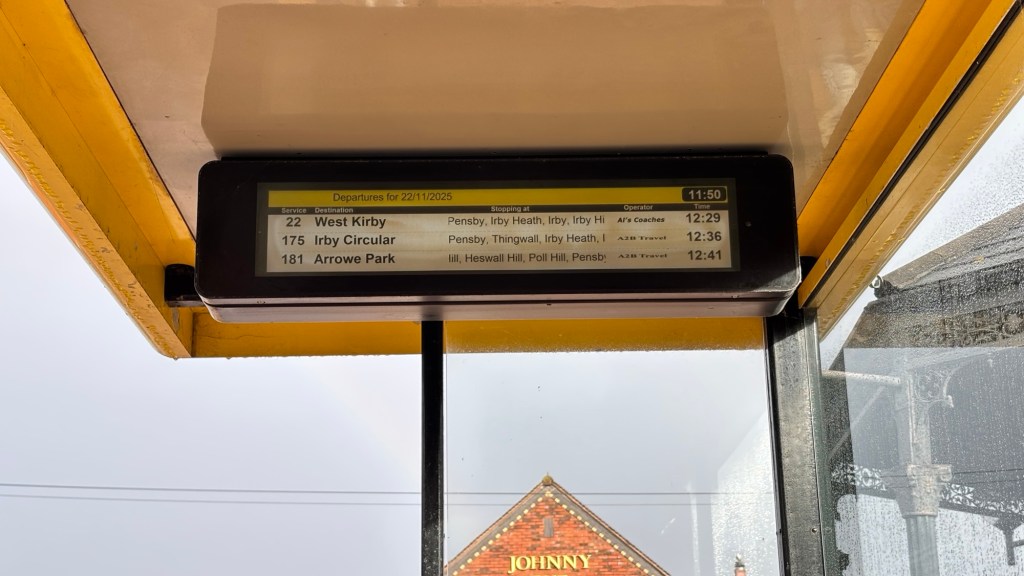 Departures for 22/11/2025 11:50
Service Destination Stopping at Operator Time
22 West Kirby Pensby, Irby Heath, Irby, Irby Hi Al's Coaches 12:29
175 Irby Circular Pensby, Thingwall, Irby Heath, I A2B Travel 12:36
181 Arrowe Park ill, Heswall Hill, Poll Hill, Pensby A2B Travel 12:41
JOHNNY